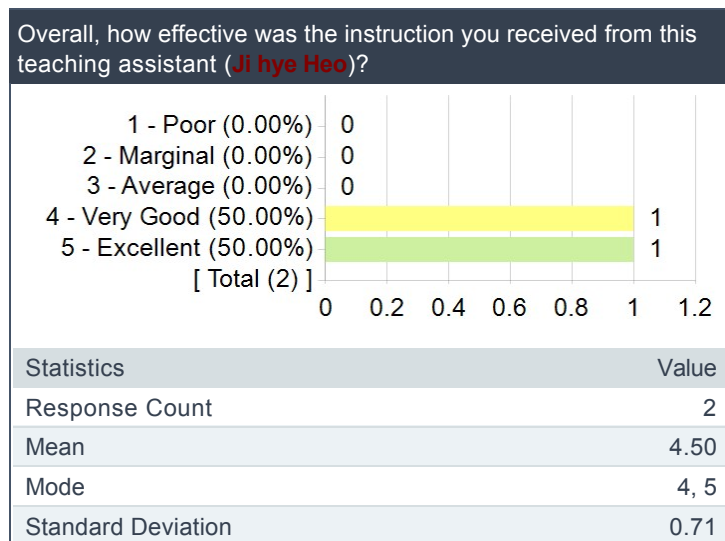 Overall, how effective was the instruction you received from this
teaching assistant (Ji hye Heo)?
1 - Poor (0.00%) 0
2 - Marginal (0.00%) 0
3 - Average (0.00%) 0
4 - Very Good (50.00%) 1
5 - Excellent (50.00%) 1
[ Total (2) ]
0 0.2 0.4 0.6 0.8 1 1.2
Statistics Value
Response Count 2
Mean 4.50
Mode 4, 5
Standard Deviation 0.71